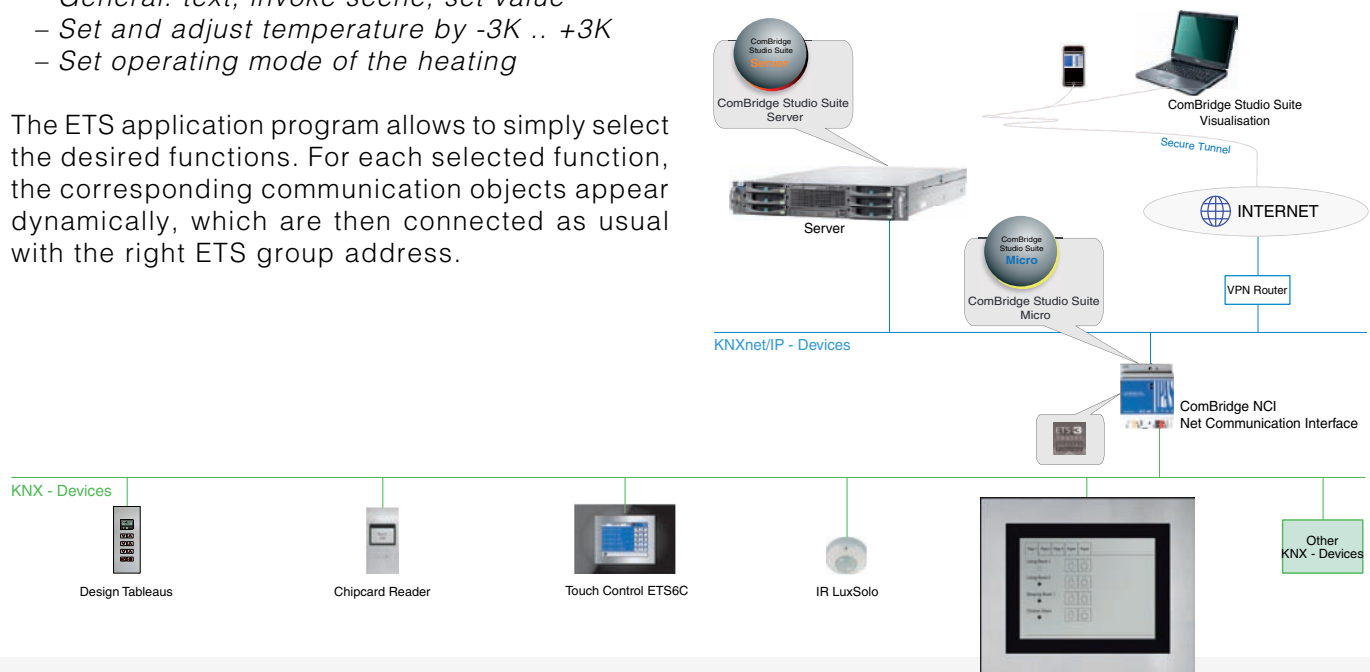 General: text, invoke scene, set value
– Set and adjust temperature by -3K .. +3K
– Set operating mode of the heating
The ETS application program allows to simply select
the desired functions. For each selected function,
the corresponding communication objects appear
dynamically, which are then connected as usual
with the right ETS group address.
ComBridge
Studio Suite
Server
ComBridge Studio Suite
Server
Server
ComBridge Studio Suite
Visualisation
Secure Tunnel
INTERNET
VPN Router
ComBridge
Studio Suite
Micro
ComBridge Studio Suite
Micro
KNXnet/IP - Devices
ETS 3
ComBridge NCI
Net Communication Interface
KNX - Devices
Design Tableaus
Chipcard Reader
Touch Control ETS6C
IR LuxSolo
Other
KNX - Devices